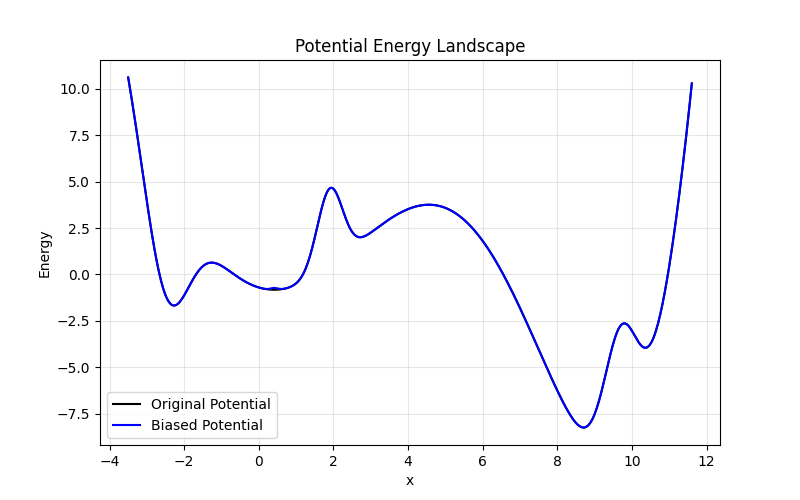 Potential Energy Landscape
10.0
7.5
5.0
2.5
0.0
−2.5
−5.0
−7.5
Energy
Original Potential
Biased Potential
−4 −2 0 2 4 6 8 10 12
x